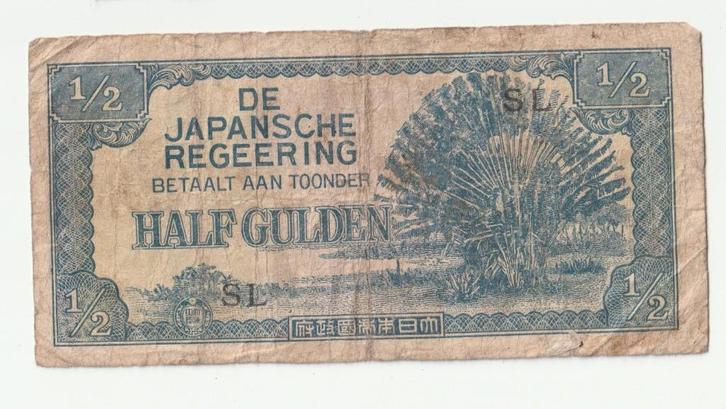 1/2
1/2
DE
JAPANSCHE
REGEERING
BETAALT AAN TOONDER
HALF GULDEN
SL
SL
1/2
1/2
府政國帝本日大